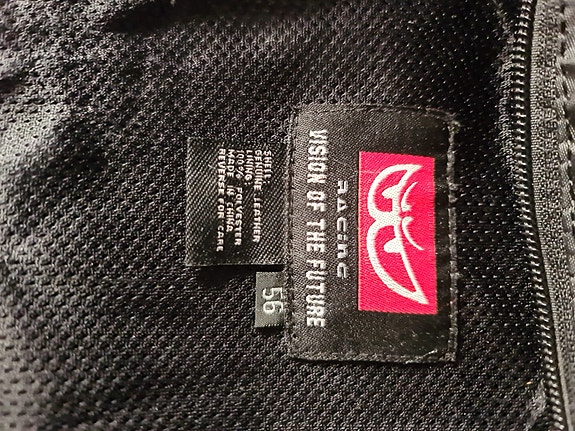 RACING
VISION OF THE FUTURE
SHELL:
GENUINE LEATHER
LINING
100% POLYESTER
MADE IN CHINA
REVERSE FOR CARE
56